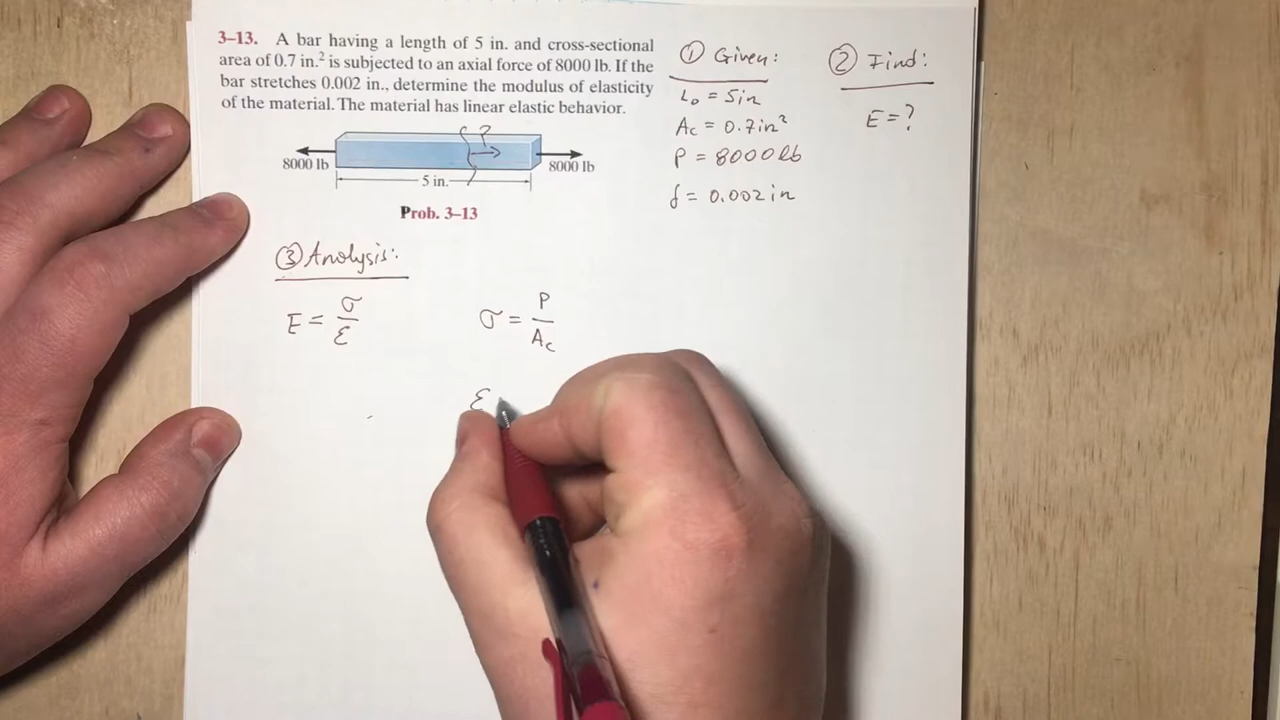 3–13. A bar having a length of 5 in. and cross-sectional
area of 0.7 in.² is subjected to an axial force of 8000 lb. If the
bar stretches 0.002 in., determine the modulus of elasticity
of the material. The material has linear elastic behavior.
P
8000 lb
8000 lb
5 in.
Prob. 3–13
① Given:
L₀ = 5in
Ac = 0.7in²
P = 8000lb
δ = 0.002in
② Find:
E = ?
③ Analysis:
E = σ/ε
σ = P/Ac
ε